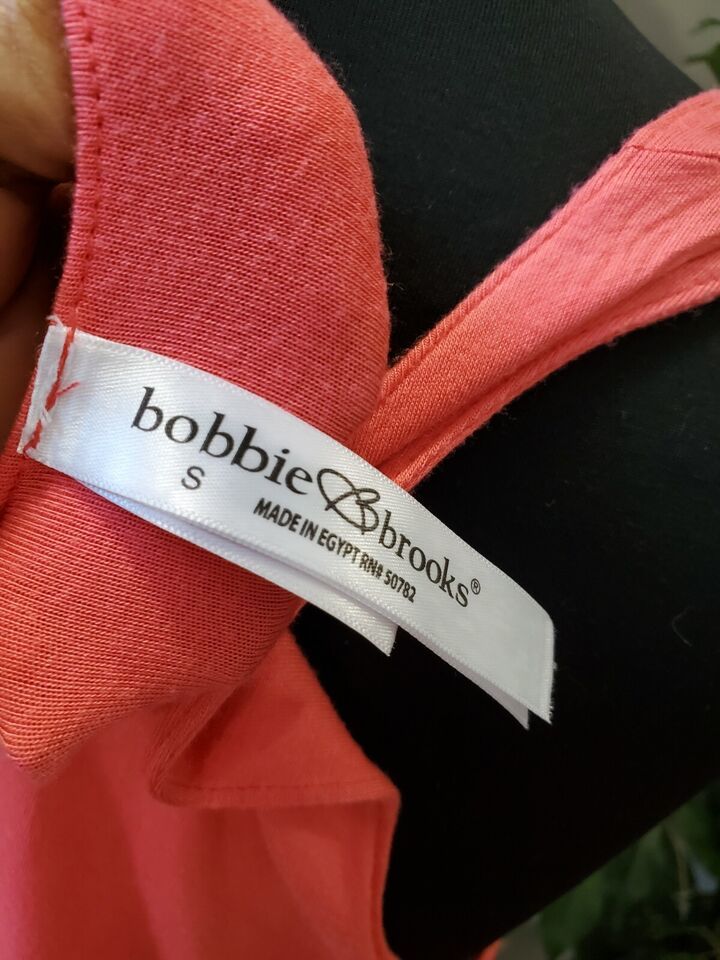 bobbie brooks®
S
MADE IN EGYPT RN# 50782